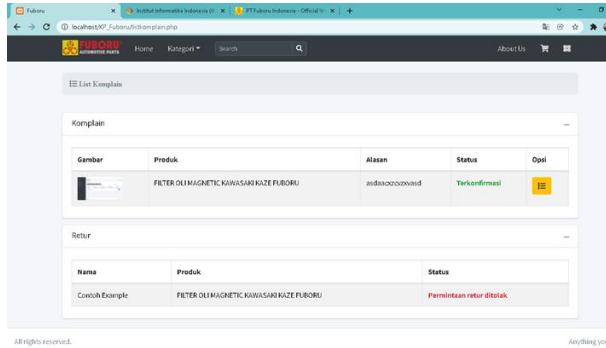 Fuboru
Institut Informatika Indonesia (I
PT Fuboru Indonesia - Official W
localhost/KP_Fuboru/listkomplain.php
FUBORU
AUTOMOTIVE PARTS
Home
Kategori
Search
About Us
List Komplain
Komplain
Gambar Produk Alasan Status Opsi
FILTER OLI MAGNETIC KAWASAKI KAZE FUBORU Terkonfirmasi
Retur
Nama Produk Status
Contoh Example FILTER OLI MAGNETIC KAWASAKI KAZE FUBORU Permintaan retur ditolak
All rights reserved.
Anything you